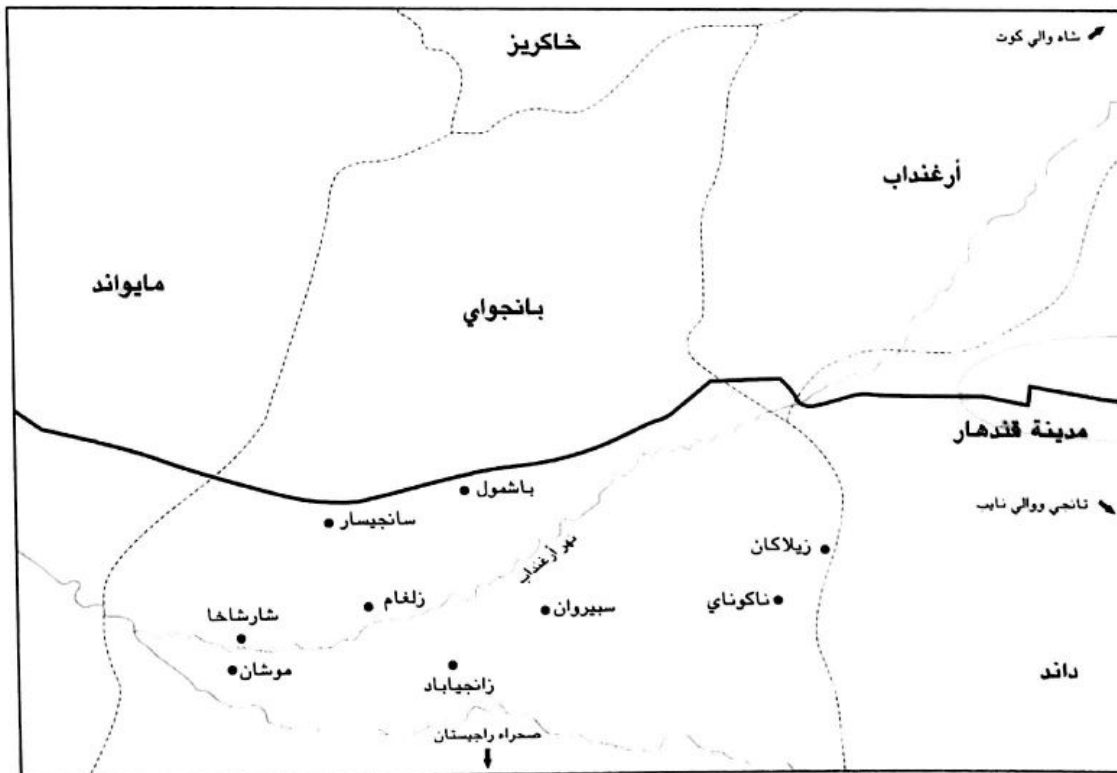 خاكريز
شاه والي كوت
أرغنداب
مايواند
بانجواي
مدينة قندهار
باشمول
تانجي ووالي نايب
سانجيسار
زيلاكان
نهر أرغنداب
زلغام
سبيروان
ناكوناي
شارشاخا
موشان
زانجياباد
داند
صحراء راجيستان